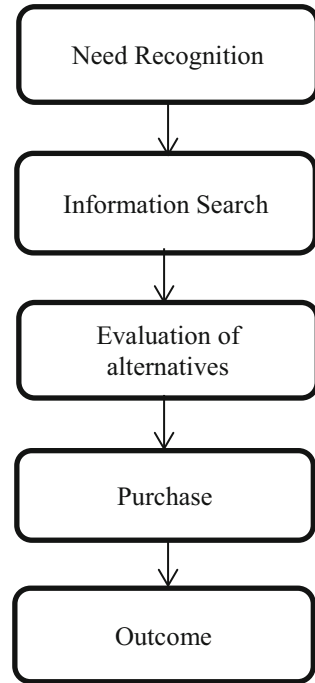 Need Recognition
Information Search
Evaluation of
alternatives
Purchase
Outcome